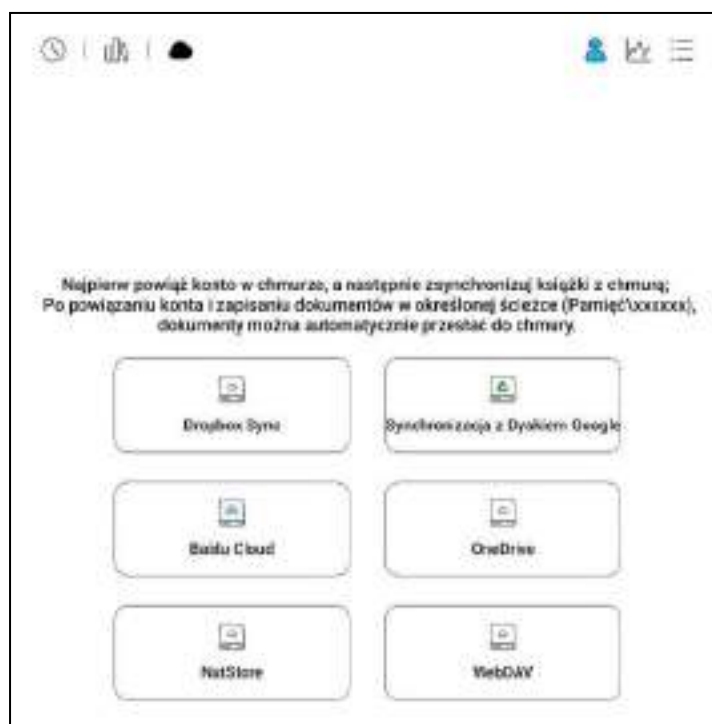 Najpierw powiąż konto w chmurze, a następnie zsynchronizuj książki z chmurą;
Po powiązaniu konta i zapisaniu dokumentów w określonej ścieżce (Pamięć\xxxxxx),
dokumenty można automatycznie przesłać do chmury.
Dropbox Sync
Synchronizacja z Dyskiem Google
Baidu Cloud
OneDrive
NutStore
WebDAV